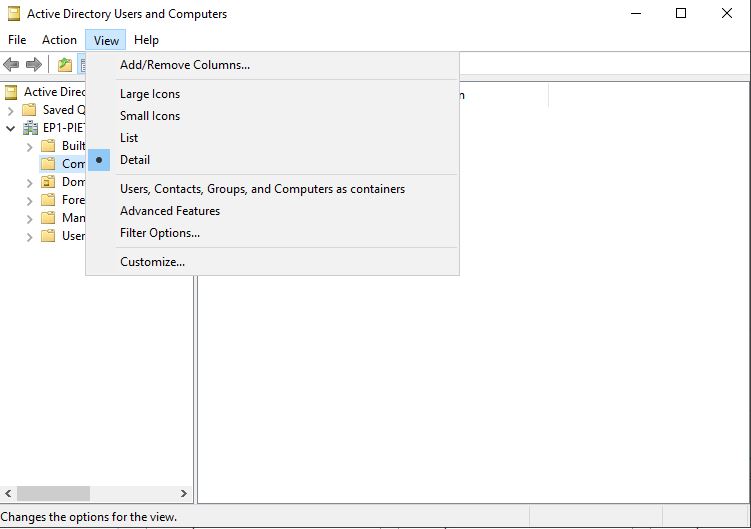 Active Directory Users and Computers
File Action View Help
Add/Remove Columns...
Large Icons
Small Icons
List
Detail
Users, Contacts, Groups, and Computers as containers
Advanced Features
Filter Options...
Customize...
Active Direc
Saved Q
EP1-PIET
Built
Com
Dom
Fore
Man
User
n
Changes the options for the view.